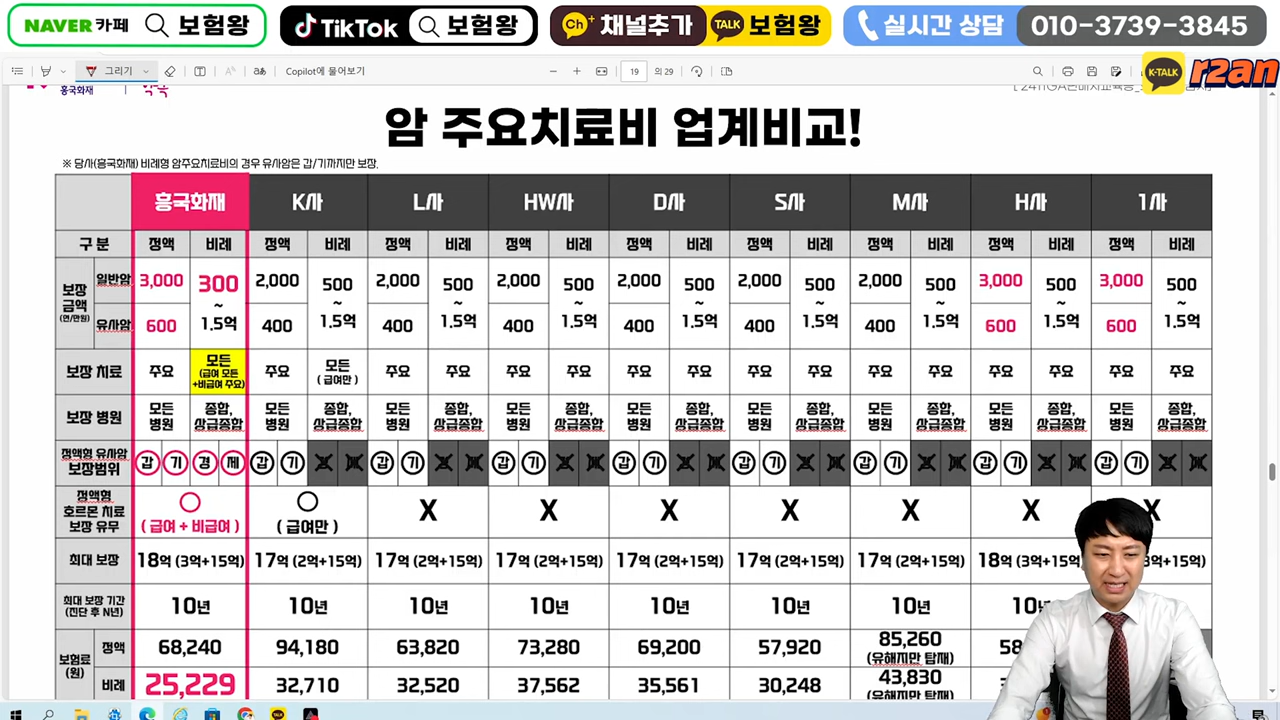 NAVER 카페 보험왕
TikTok 보험왕
Ch+ 채널추가 TALK 보험왕
실시간 상담 010-3739-3845
그리기 Copilot에 물어보기 19 의 29
K-TALK r2an
흥국화재
암 주요치료비 업계비교!
※ 당사(흥국화재) 비례형 암주요치료비의 경우 유사암은 갑/기까지만 보장.
흥국화재 K사 L사 HW사 D사 S사 M사 H사 1사
구 분 정액 비례 정액 비례 정액 비례 정액 비례 정액 비례 정액 비례 정액 비례 정액 비례 정액 비례
보장 금액 (연/만원)
일반암 3,000 300 ~ 1.5억 2,000 500 ~ 1.5억 2,000 500 ~ 1.5억 2,000 500 ~ 1.5억 2,000 500 ~ 1.5억 2,000 500 ~ 1.5억 2,000 500 ~ 1.5억 3,000 500 ~ 1.5억 3,000 500 ~ 1.5억
유사암 600 400 400 400 400 400 400 600 600
보장 치료 주요 모든 (급여 모든 +비급여 주요) 주요 모든 ( 급여만 ) 주요 주요 주요 주요 주요 주요 주요 주요 주요 주요 주요 주요 주요 주요
보장 병원 모든 병원 종합, 상급종합 모든 병원 종합, 상급종합 모든 병원 종합, 상급종합 모든 병원 종합, 상급종합 모든 병원 종합, 상급종합 모든 병원 종합, 상급종합 모든 병원 종합, 상급종합 모든 병원 종합, 상급종합 모든 병원 종합, 상급종합
정액형 유사암 보장범위 갑 기 경 제 갑 기 갑 기 갑 기 갑 기 갑 기 갑 기 갑 기 갑 기
정액형 호르몬 치료 보장 유무 ○ ( 급여 + 비급여 ) ○ ( 급여만 ) X X X X X X X
최대 보장 18억 (3억+15억) 17억 (2억+15억) 17억 (2억+15억) 17억 (2억+15억) 17억 (2억+15억) 17억 (2억+15억) 17억 (2억+15억) 18억 (3억+15억) 3억+15억)
최대 보장 기간 (진단 후 N년) 10년 10년 10년 10년 10년 10년 10년 10년
보험료 (원)
정액 68,240 94,180 63,820 73,280 69,200 57,920 85,260 (유해지만 탑재) 58
비례 25,229 32,710 32,520 37,562 35,561 30,248 43,830 (유해지만 탑재)